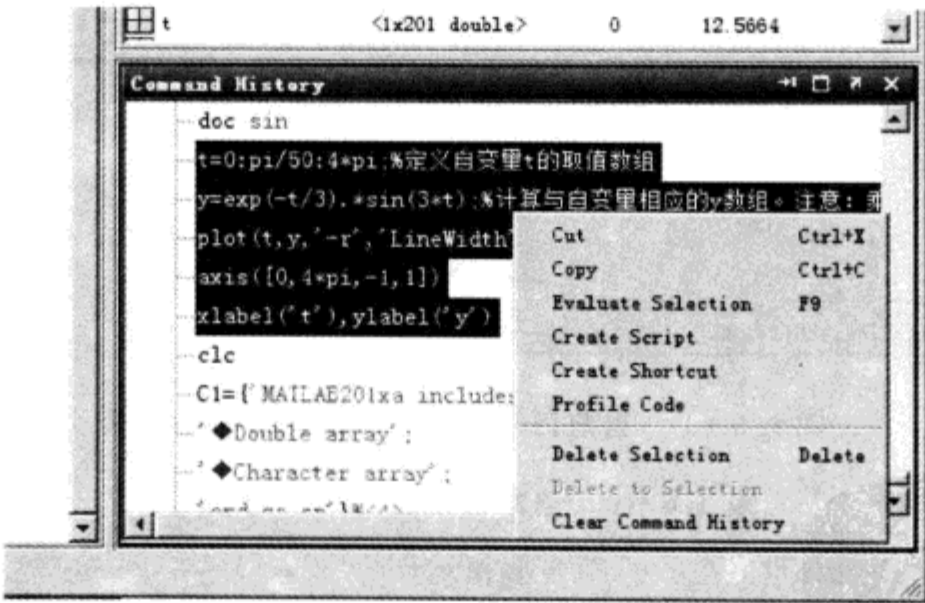 t <1x201 double> 0 12.5664
Command History
doc sin
t=0:pi/50:4*pi;%定义自变量t的取值数组
y=exp(-t/3).*sin(3*t);%计算与自变量相应的y数组。注意：乘
plot(t,y,'-r','LineWidth'
axis([0,4*pi,-1,1])
xlabel('t'),ylabel('y')
clc
C1={'MATLAB201xa includes
'◆Double array';
'◆Character array';
Cut Ctrl+X
Copy Ctrl+C
Evaluate Selection F9
Create Script
Create Shortcut
Profile Code
Delete Selection Delete
Delete to Selection
Clear Command History